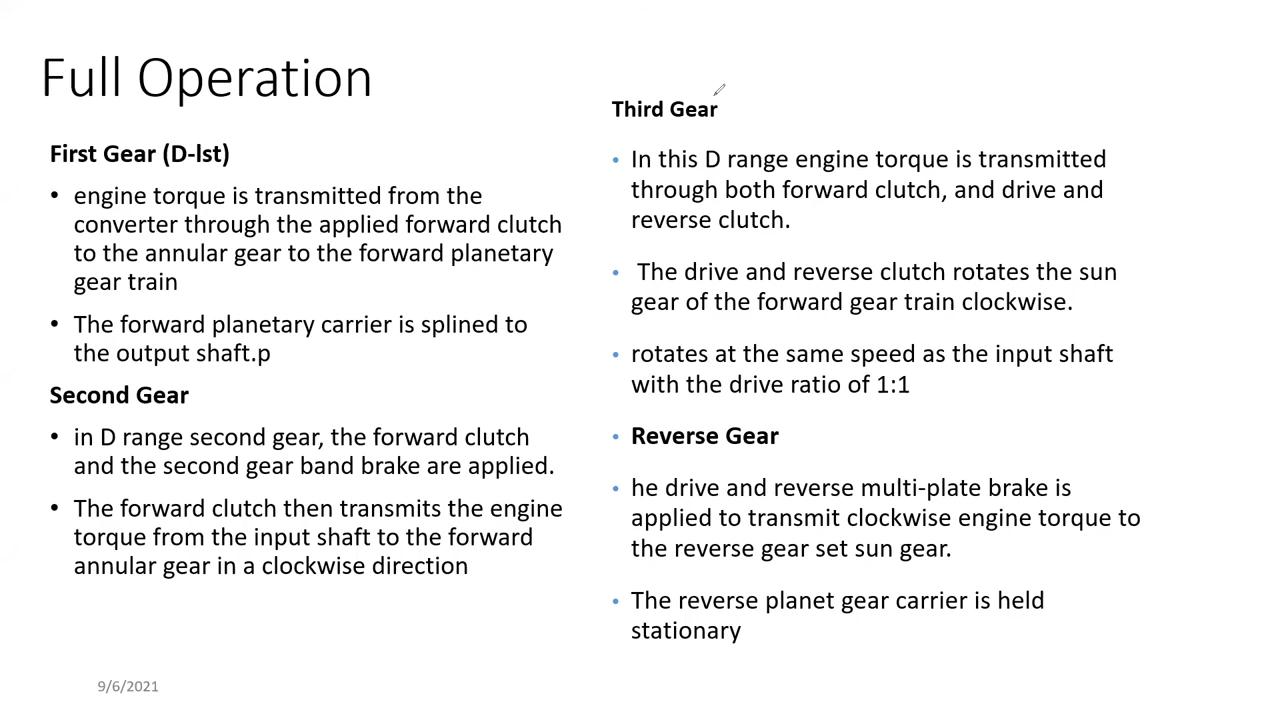 Full Operation
First Gear (D-lst)
• engine torque is transmitted from the
converter through the applied forward clutch
to the annular gear to the forward planetary
gear train
• The forward planetary carrier is splined to
the output shaft.p
Second Gear
• in D range second gear, the forward clutch
and the second gear band brake are applied.
• The forward clutch then transmits the engine
torque from the input shaft to the forward
annular gear in a clockwise direction
Third Gear
• In this D range engine torque is transmitted
through both forward clutch, and drive and
reverse clutch.
• The drive and reverse clutch rotates the sun
gear of the forward gear train clockwise.
• rotates at the same speed as the input shaft
with the drive ratio of 1:1
• Reverse Gear
• he drive and reverse multi-plate brake is
applied to transmit clockwise engine torque to
the reverse gear set sun gear.
• The reverse planet gear carrier is held
stationary
9/6/2021